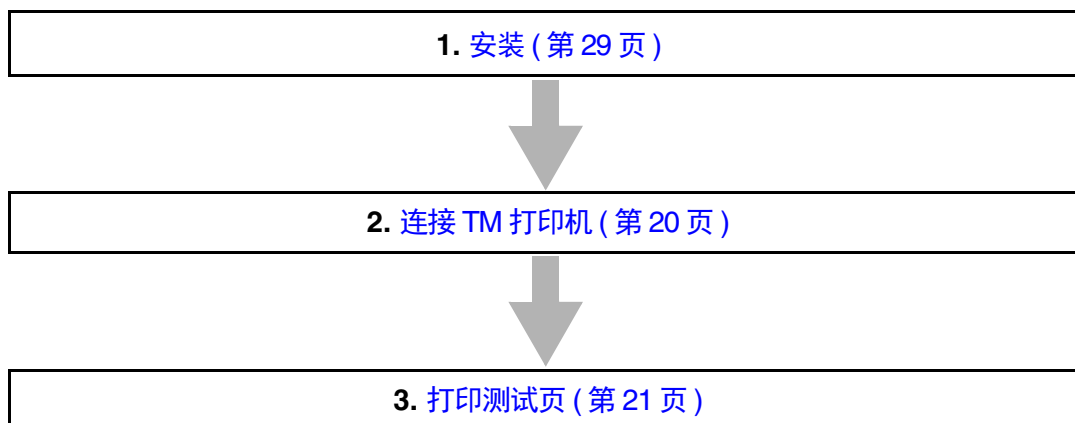 1. 安装 ( 第 29 页 )
2. 连接 TM 打印机 ( 第 20 页 )
3. 打印测试页 ( 第 21 页 )